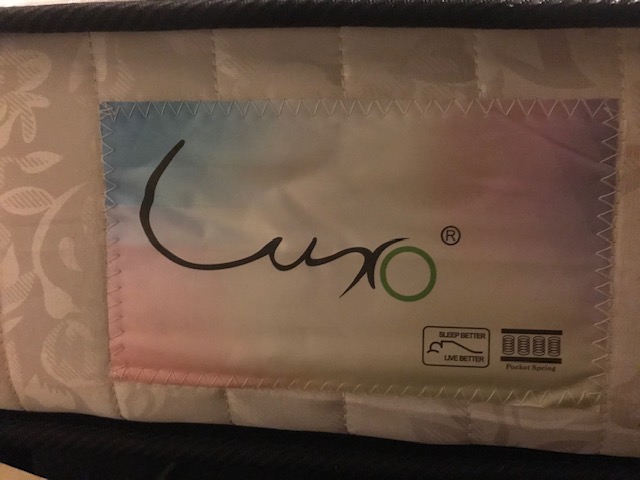 Luxo ®
SLEEP BETTER
LIVE BETTER
Pocket Spring